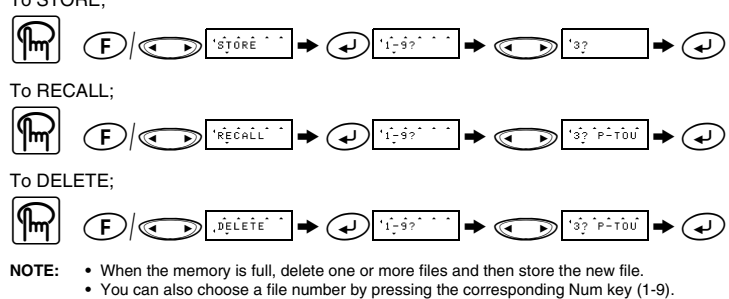 To STORE;
F / STORE 1-9? 3?
To RECALL;
F / RECALL 1-9? 3? P-TOU
To DELETE;
F / DELETE 1-9? 3? P-TOU
NOTE: • When the memory is full, delete one or more files and then store the new file.
• You can also choose a file number by pressing the corresponding Num key (1-9).